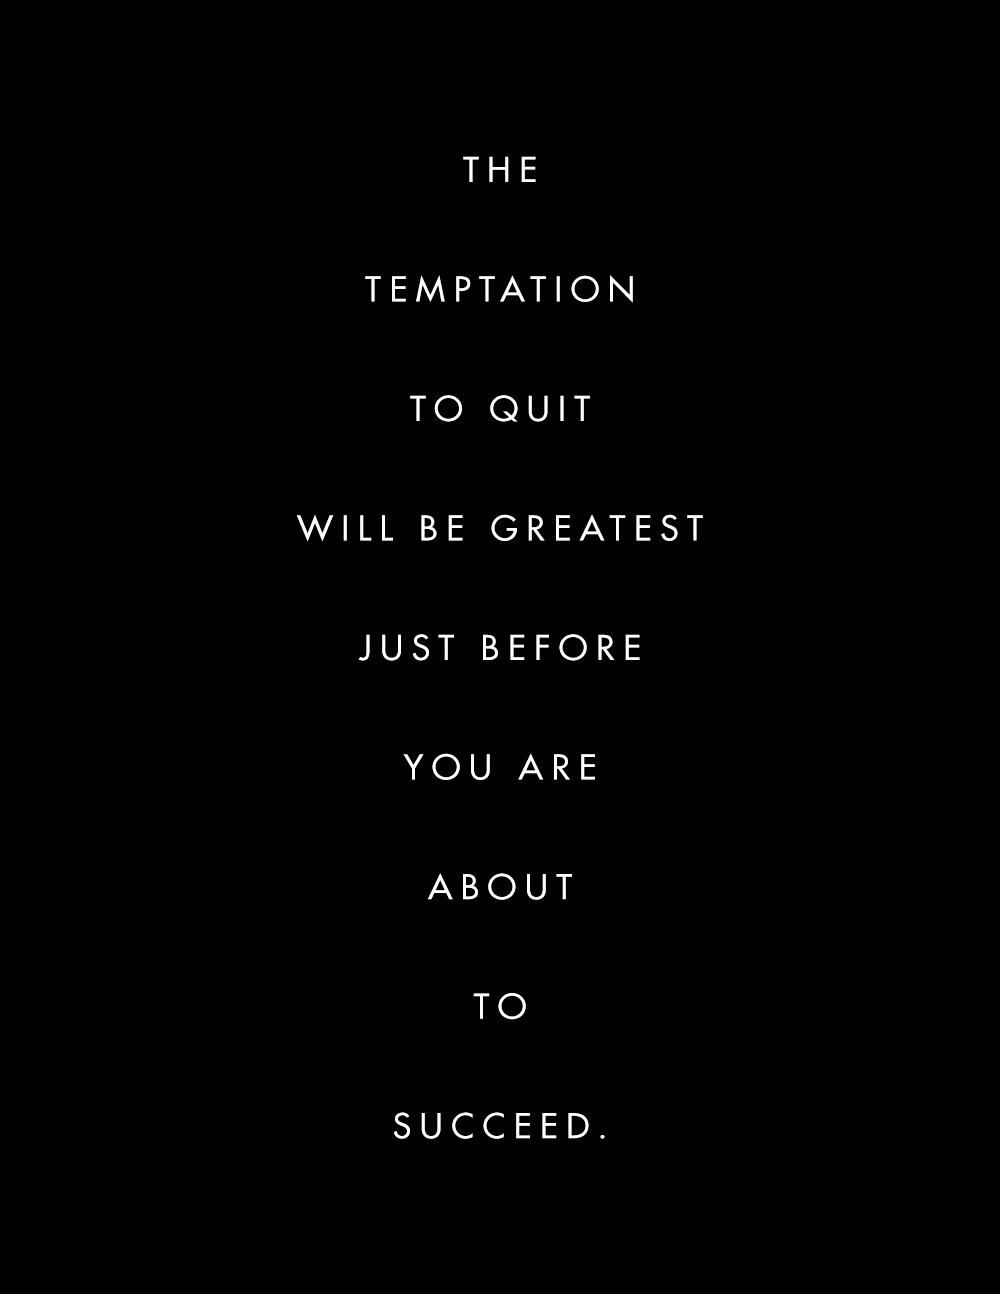 THE
TEMPTATION
TO QUIT
WILL BE GREATEST
JUST BEFORE
YOU ARE
ABOUT
TO
SUCCEED.